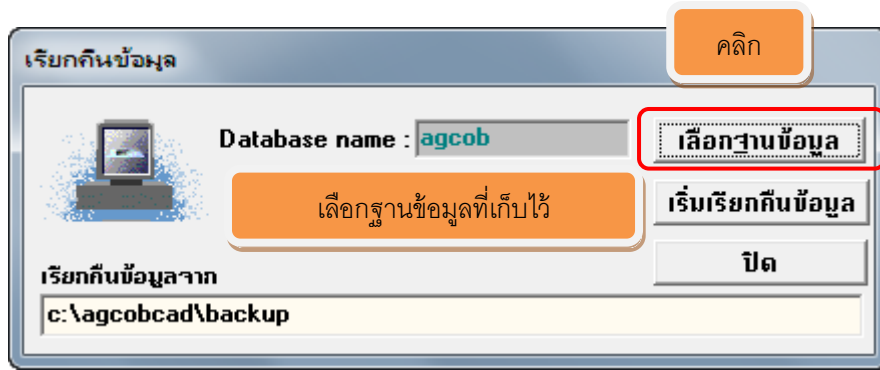 คลิก
เรียกคืนข้อมูล
Database name : agcob
เลือกฐานข้อมูล
เลือกฐานข้อมูลที่เก็บไว้
เริ่มเรียกคืนข้อมูล
ปิด
เรียกคืนข้อมูลจาก
c:\agcobcad\backup